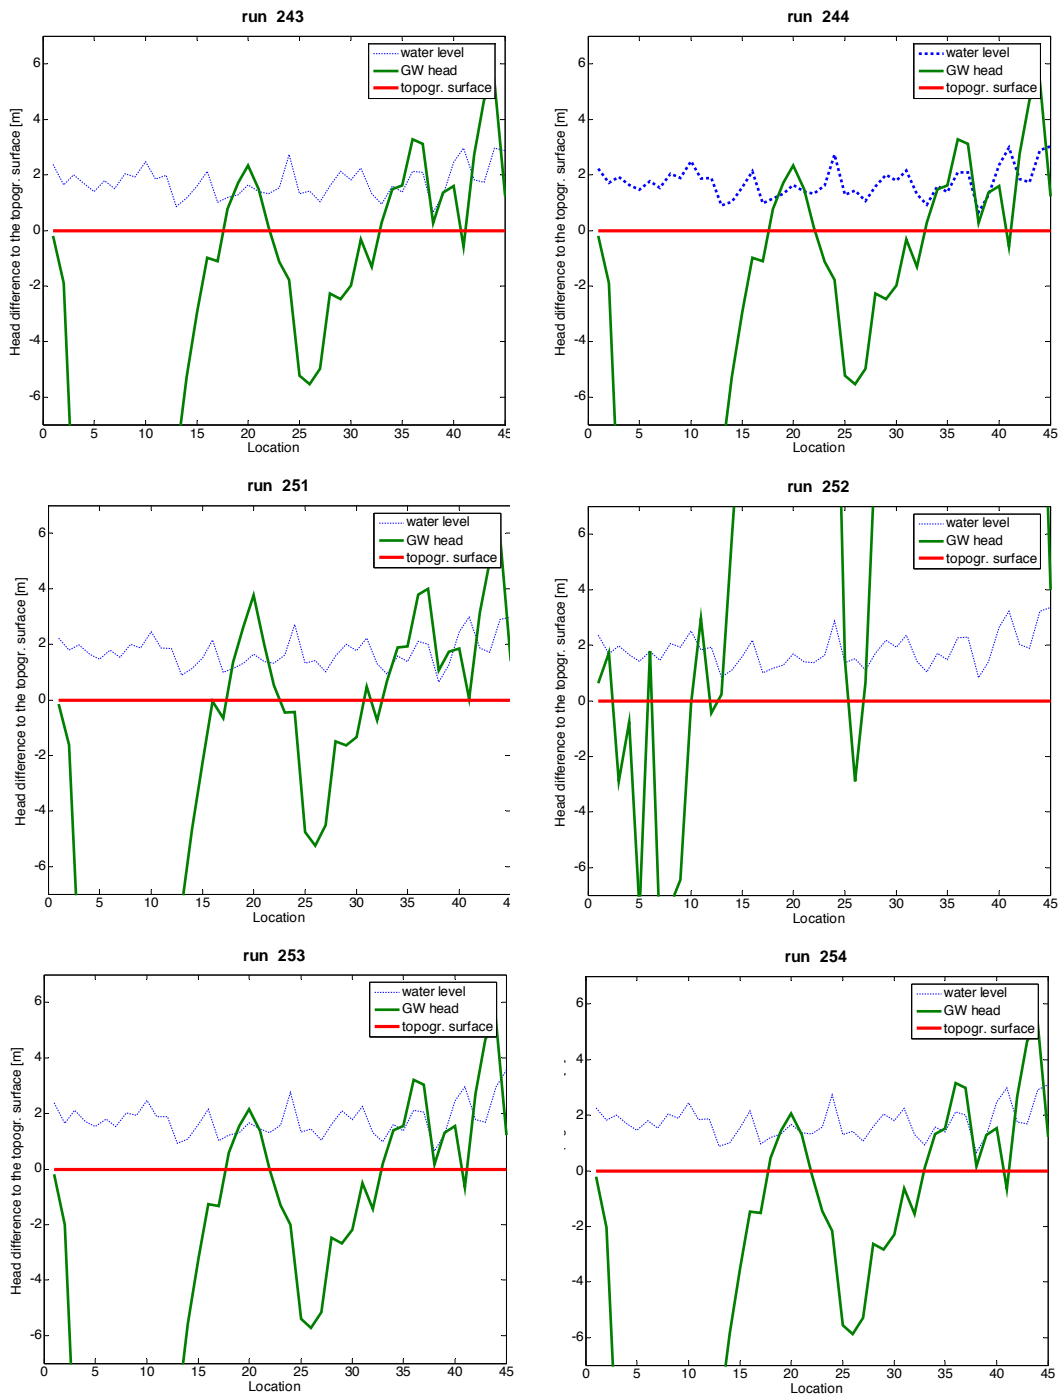 run 243
water level
GW head
topogr. surface
Head difference to the topogr. surface [m]
6
4
2
0
-2
-4
-6
0 5 10 15 20 25 30 35 40 45
Location
run 244
water level
GW head
topogr. surface
Head difference to the topogr. surface [m]
6
4
2
0
-2
-4
-6
0 5 10 15 20 25 30 35 40 45
Location
run 251
water level
GW head
topogr. surface
Head difference to the topogr. surface [m]
6
4
2
0
-2
-4
-6
0 5 10 15 20 25 30 35 40 4
Location
run 252
water level
GW head
topogr. surface
Head difference to the topogr. surface [m]
6
4
2
0
-2
-4
-6
0 5 10 15 20 25 30 35 40 45
Location
run 253
water level
GW head
topogr. surface
Head difference to the topogr. surface [m]
6
4
2
0
-2
-4
-6
0 5 10 15 20 25 30 35 40 45
Location
run 254
water level
GW head
topogr. surface
6
4
2
0
-2
-4
-6
0 5 10 15 20 25 30 35 40 45
Location